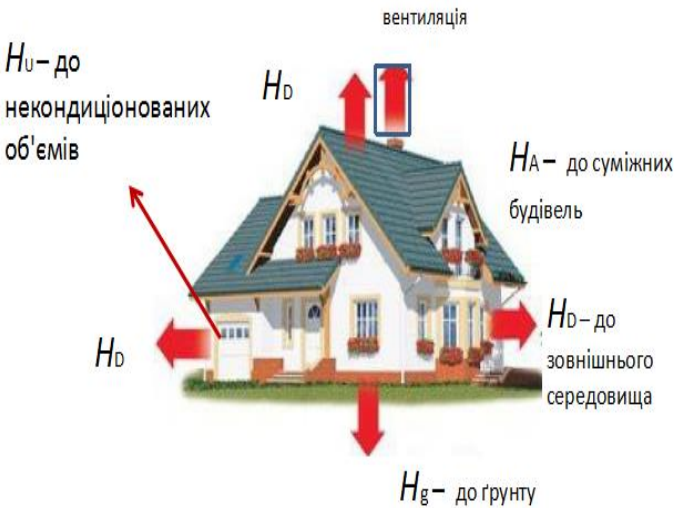 вентиляція
HU – до
некондиціонованих
об'ємів
HD
HA – до суміжних
будівель
HD
HD – до
зовнішнього
середовища
Hg – до ґрунту